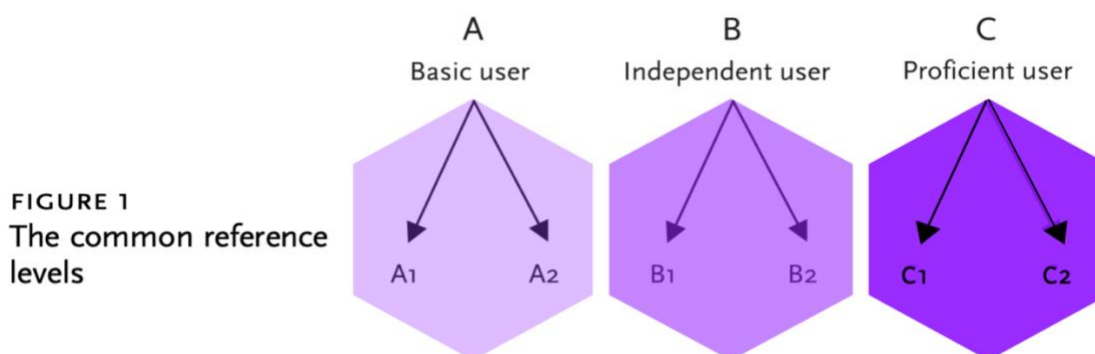 A
B
C
Basic user
Independent user
Proficient user
FIGURE 1
The common reference
levels
A1
A2
B1
B2
C1
C2